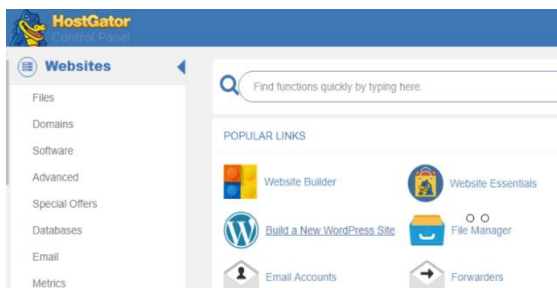 HostGator
Control Panel
Websites
Files
Domains
Software
Advanced
Special Offers
Databases
Email
Metrics
Find functions quickly by typing here.
POPULAR LINKS
Website Builder
Website Essentials
Build a New WordPress Site
File Manager
Email Accounts
Forwarders